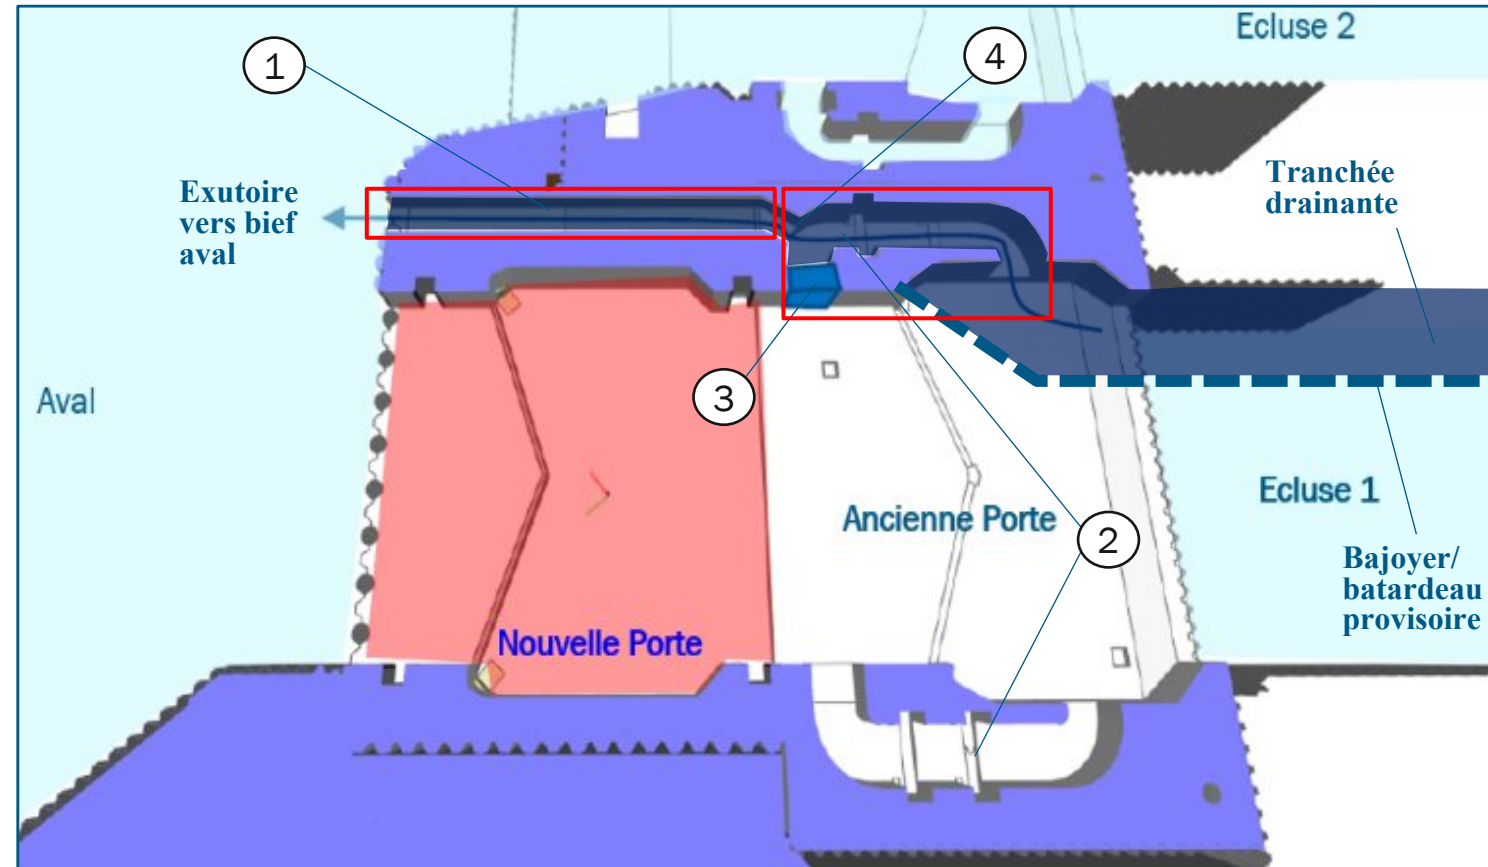 Ecluse 2
1
4
Exutoire
vers bief
aval
Tranchée
drainante
3
Aval
Ancienne Porte
Ecluse 1
2
Bajoyer/
batardeau
provisoire
Nouvelle Porte